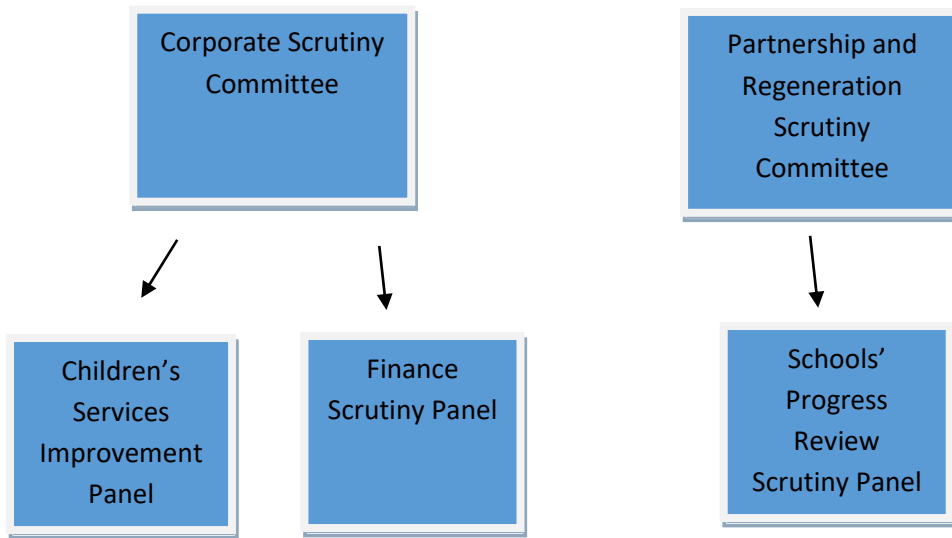 Corporate Scrutiny
Committee
Partnership and
Regeneration
Scrutiny
Committee
Children’s
Services
Improvement
Panel
Finance
Scrutiny Panel
Schools’
Progress
Review
Scrutiny Panel